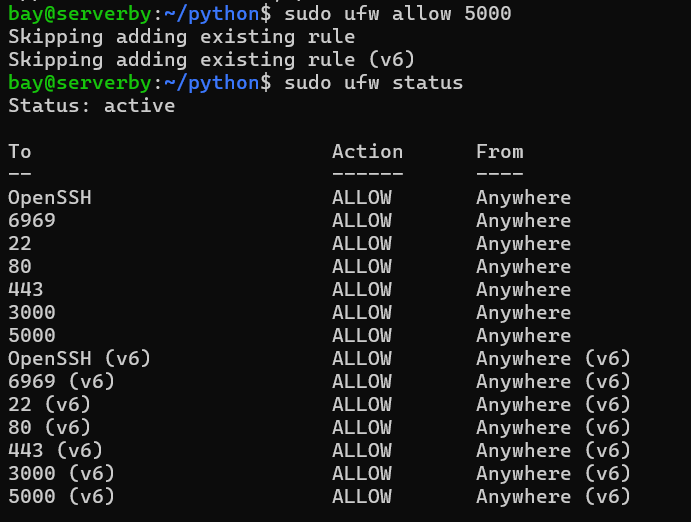 bay@serverby:~/python$ sudo ufw allow 5000
Skipping adding existing rule
Skipping adding existing rule (v6)
bay@serverby:~/python$ sudo ufw status
Status: active

To                         Action      From
--                         ------      ----
OpenSSH                    ALLOW       Anywhere
6969                       ALLOW       Anywhere
22                         ALLOW       Anywhere
80                         ALLOW       Anywhere
443                        ALLOW       Anywhere
3000                       ALLOW       Anywhere
5000                       ALLOW       Anywhere
OpenSSH (v6)               ALLOW       Anywhere (v6)
6969 (v6)                  ALLOW       Anywhere (v6)
22 (v6)                    ALLOW       Anywhere (v6)
80 (v6)                    ALLOW       Anywhere (v6)
443 (v6)                   ALLOW       Anywhere (v6)
3000 (v6)                  ALLOW       Anywhere (v6)
5000 (v6)                  ALLOW       Anywhere (v6)